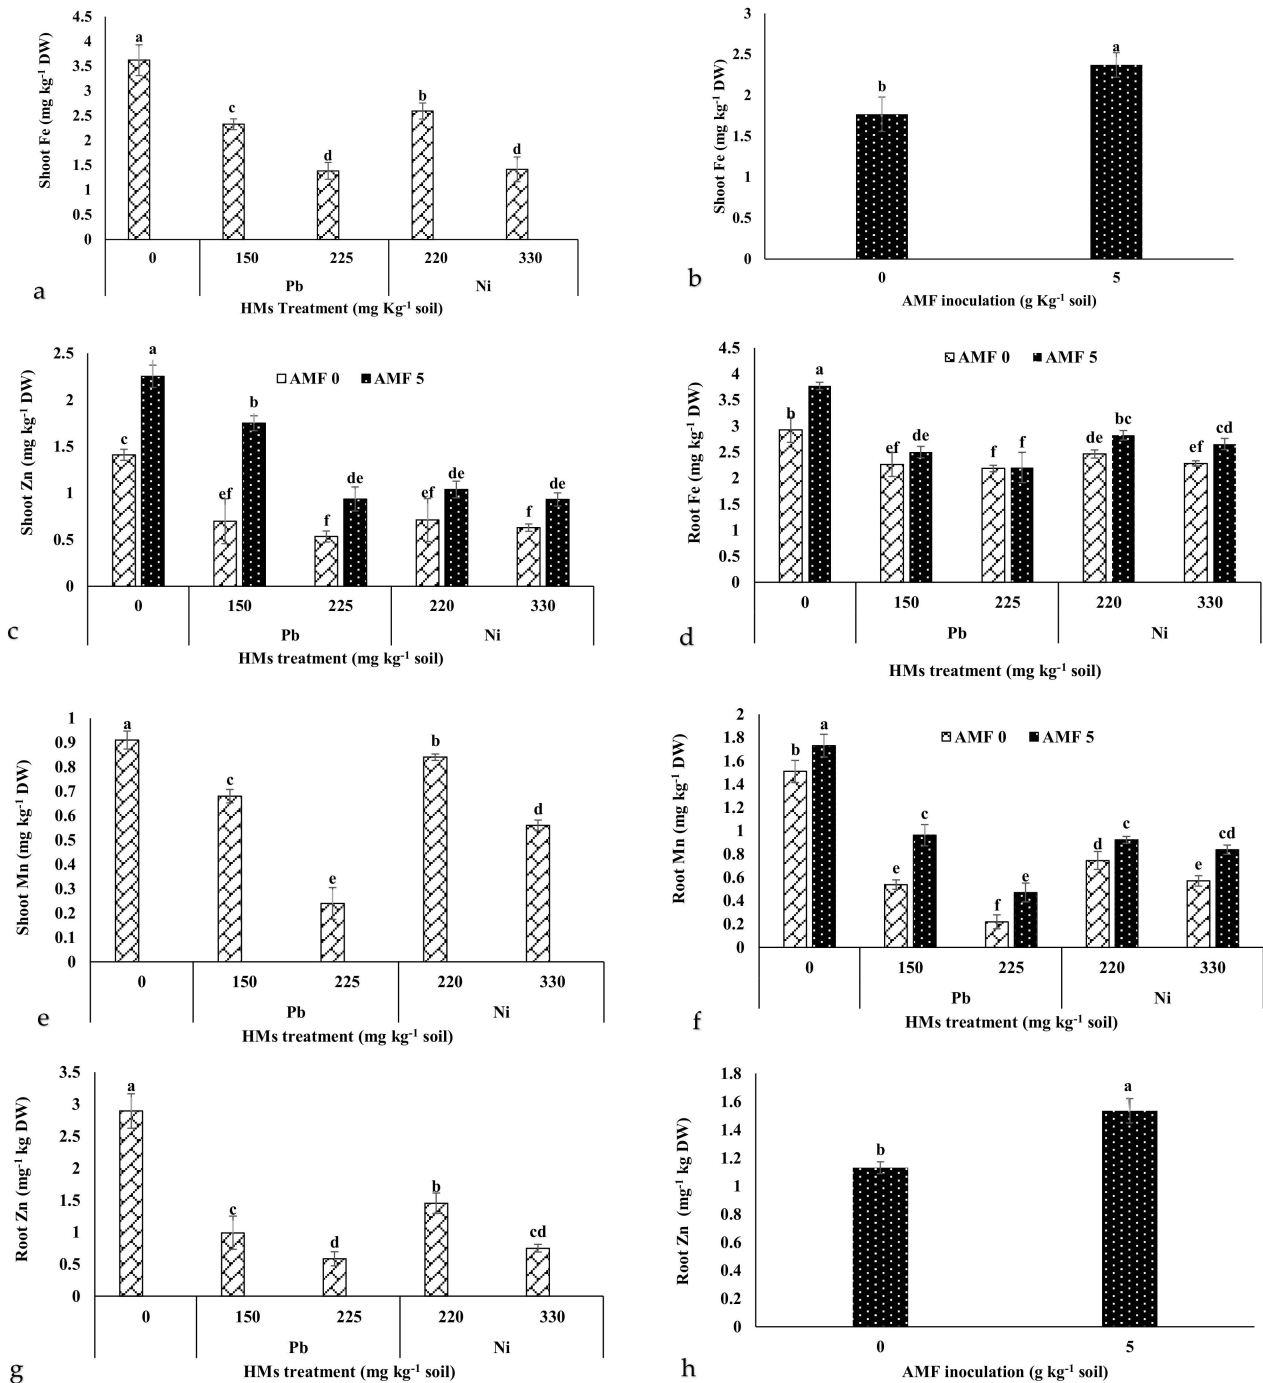 4.5
4
3.5
3
2.5
2
1.5
1
0.5
0
Shoot Fe (mg kg-1 DW)
a
c
d
b
d
0
150
225
220
330
Pb
Ni
HMs Treatment (mg Kg-1 soil)
a
3
2.5
2
1.5
1
0.5
0
Shoot Fe (mg kg-1 DW)
b
a
0
5
AMF inoculation (g Kg-1 soil)
b
2.5
2
1.5
1
0.5
0
Shoot Zn (mg kg-1 DW)
AMF 0
AMF 5
c
a
ef
b
f
de
ef
de
f
de
0
150
225
220
330
Pb
Ni
HMs treatment (mg kg-1 soil)
c
4.5
4
3.5
3
2.5
2
1.5
1
0.5
0
Root Fe (mg kg-1 DW)
AMF 0
AMF 5
b
a
ef
de
f
f
de
bc
ef
cd
0
150
225
220
330
Pb
Ni
HMs treatment (mg kg-1 soil)
d
1
0.9
0.8
0.7
0.6
0.5
0.4
0.3
0.2
0.1
0
Shoot Mn (mg kg-1 DW)
a
c
e
b
d
0
150
225
220
330
Pb
Ni
HMs treatment (mg kg-1 soil)
e
2
1.8
1.6
1.4
1.2
1
0.8
0.6
0.4
0.2
0
Root Mn (mg kg-1 DW)
AMF 0
AMF 5
b
a
e
c
f
e
d
c
e
cd
0
150
225
220
330
Pb
Ni
HMs treatment (mg kg-1 soil)
f
3.5
3
2.5
2
1.5
1
0.5
0
Root Zn (mg-1 kg DW)
a
c
d
b
cd
0
150
225
220
330
Pb
Ni
HMs treatment (mg kg-1 soil)
g
1.8
1.6
1.4
1.2
1
0.8
0.6
0.4
0.2
0
Root Zn (mg-1 kg DW)
b
a
0
5
AMF inoculation (g kg-1 soil)
h